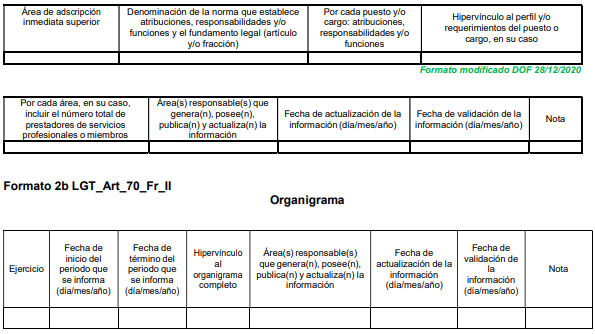 Área de adscripción
inmediata superior
Denominación de la norma que establece
atribuciones, responsabilidades y/o
funciones y el fundamento legal (artículo
y/o fracción)
Por cada puesto y/o
cargo: atribuciones,
responsabilidades y/o
funciones
Hipervínculo al perfil y/o
requerimientos del puesto o
cargo, en su caso
Formato modificado DOF 28/12/2020
Por cada área, en su caso,
incluir el número total de
prestadores de servicios
profesionales o miembros
Área(s) responsable(s) que
genera(n), posee(n),
publica(n) y actualiza(n) la
información
Fecha de actualización de la
información (día/mes/año)
Fecha de validación de la
información (día/mes/año)
Nota
Formato 2b LGT_Art_70_Fr_II
Organigrama
Ejercicio
Fecha de
inicio del
periodo que
se informa
(día/mes/año)
Fecha de
término del
periodo que
se informa
(día/mes/año)
Hipervínculo
al
organigrama
completo
Área(s) responsable(s)
que genera(n), posee(n),
publica(n) y actualiza(n) la
información
Fecha de
actualización de la
información
(día/mes/año)
Fecha de
validación de
la
información
(día/mes/año)
Nota